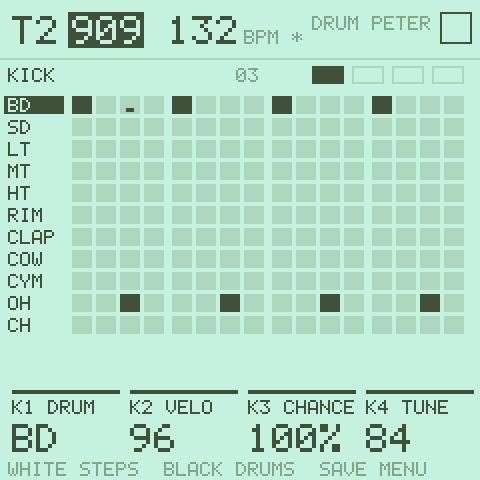 T2 909 132 BPM * DRUM PETER
KICK 03
BD
SD
LT
MT
HT
RIM
CLAP
COW
CYM
OH
CH
K1 DRUM K2 VELO K3 CHANCE K4 TUNE
BD 96 100% 84
WHITE STEPS BLACK DRUMS SAVE MENU